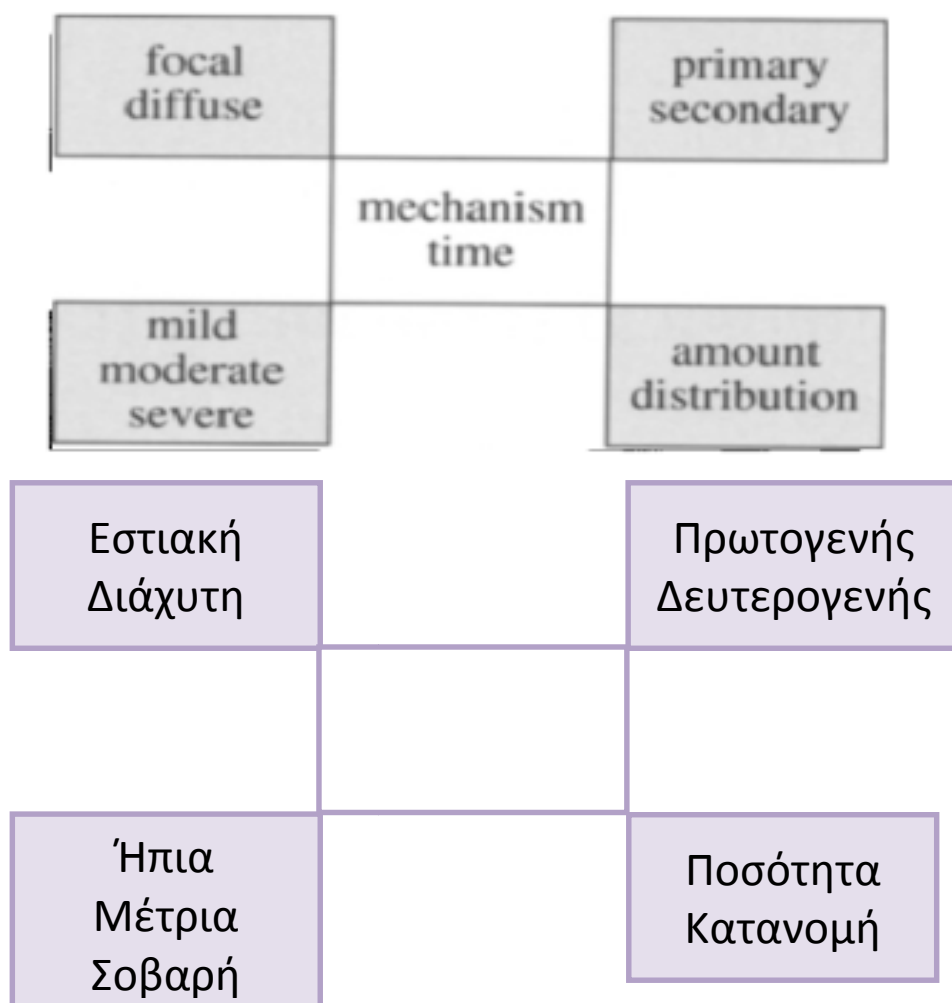 focal
diffuse
primary
secondary
mechanism
time
mild
moderate
severe
amount
distribution
Εστιακή
Διάχυτη
Πρωτογενής
Δευτερογενής
Ήπια
Μέτρια
Σοβαρή
Ποσότητα
Κατανομή